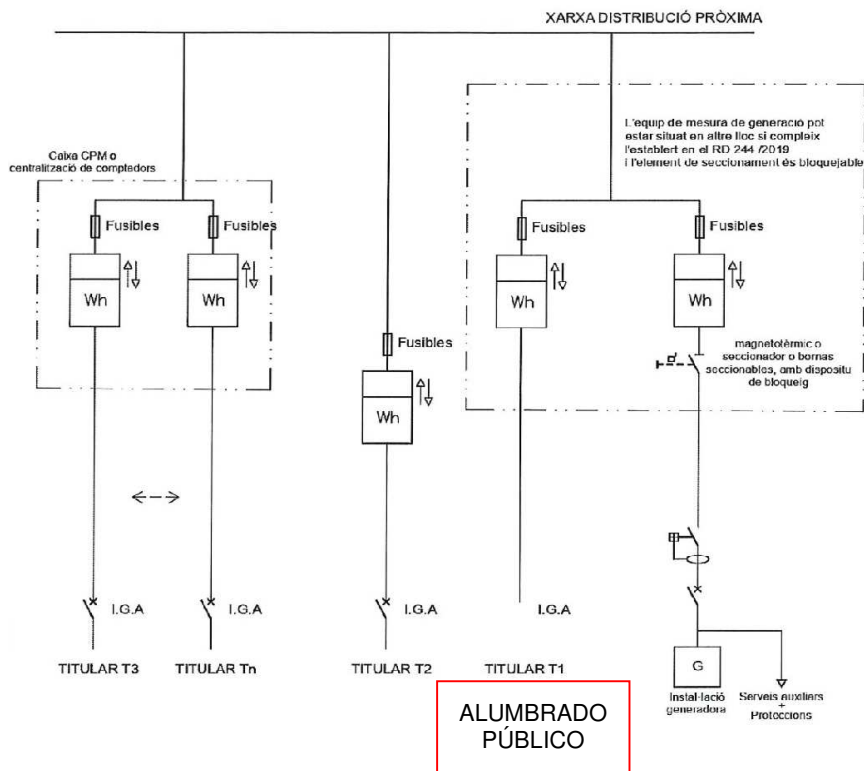 XARXA DISTRIBUCIÓ PRÒXIMA
L'equip de mesura de generació pot
estar situat en altre lloc si compleix
l'establert en el RD 244 /2019
i l'element de seccionament és bloquejable
Caixa CPM o
centralització de comptadors
Fusibles
Fusibles
Fusibles
Fusibles
Wh
Wh
Wh
Wh
Fusibles
magnetotèrmic o
seccionador o bornas
seccionables, amb dispositu
de bloqueig
Wh
I.G.A
I.G.A
I.G.A
I.G.A
TITULAR T3
TITULAR Tn
TITULAR T2
TITULAR T1
G
Instal·lació
generadora
Serveis auxiliars
+
Proteccions
ALUMBRADO
PÚBLICO